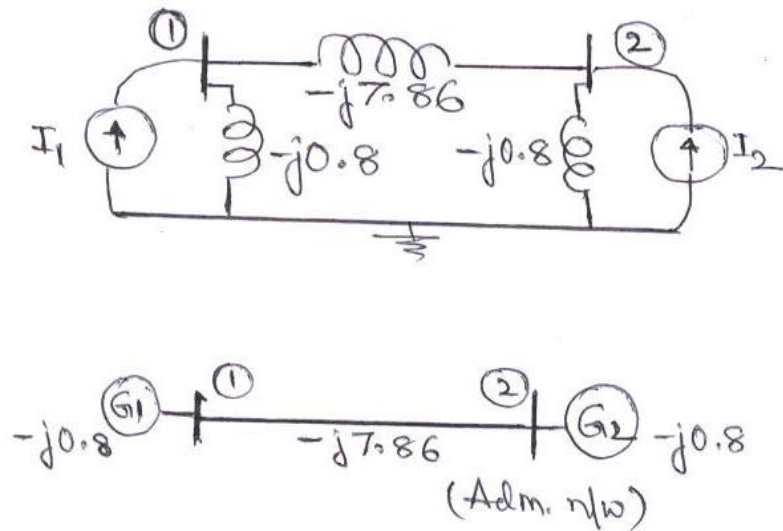 ① ②
-j7.86
I1 -j0.8 -j0.8 I2
① ②
G1 G2
-j0.8 -j7.86 -j0.8
(Adm. n/w)